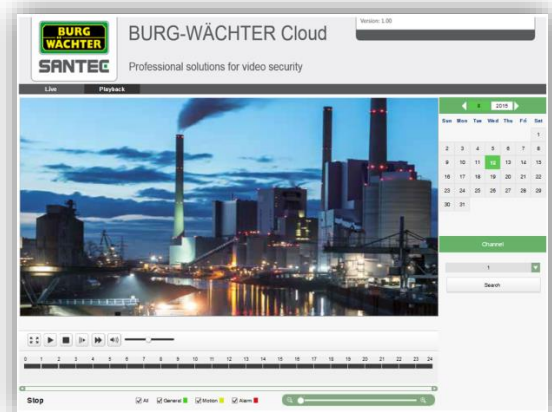 BURG
WÄCHTER
SANTEC
BURG-WÄCHTER Cloud
Professional solutions for video security
Version: 1.00
Live Playback
8 2015
Sun Mon Tue Wed Thu Fri Sat
1
2 3 4 5 6 7 8
9 10 11 12 13 14 15
16 17 18 19 20 21 22
23 24 25 26 27 28 29
30 31
Channel
1
Search
0 1 2 3 4 5 6 7 8 9 10 11 12 13 14 15 16 17 18 19 20 21 22 23 24
Stop All General Motion Alarm